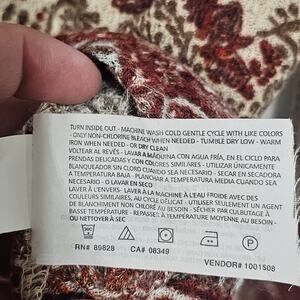 TURN INSIDE OUT - MACHINE WASH COLD GENTLE CYCLE WITH LIKE COLORS
- ONLY NON-CHLORINE BLEACH WHEN NEEDED - TUMBLE DRY LOW - WARM
IRON WHEN NEEDED - OR DRY CLEAN
VOLTEAR AL REVÉS - LAVAR A MÁQUINA CON AGUA FRÍA, EN EL CICLO PARA
PRENDAS DELICADAS Y CON COLORES SIMILARES - UTILIZAR ÚNICAMENTE
BLANQUEADOR SIN CLORO CUANDO SEA NECESARIO - SECAR EN SECADORA
A TEMPERATURA BAJA - PLANCHAR A TEMPERATURA MEDIA CUANDO SEA
NECESARIO - O LAVAR EN SECO
LAVER À L'ENVERS - LAVER À LA MACHINE À L'EAU FROIDE AVEC DES
COULEURS SIMILAIRES, AU CYCLE DÉLICAT - UTILISER SEULEMENT UN AGENT
DE BLANCHIMENT NON CHLORÉ AU BESOIN - SÉCHER PAR CULBUTAGE À
BASSE TEMPÉRATURE - REPASSER À TEMPÉRATURE MOYENNE AU BESOIN -
OU NETTOYER À SEC
RN# 89828 CA# 08349
VENDOR# 1001508